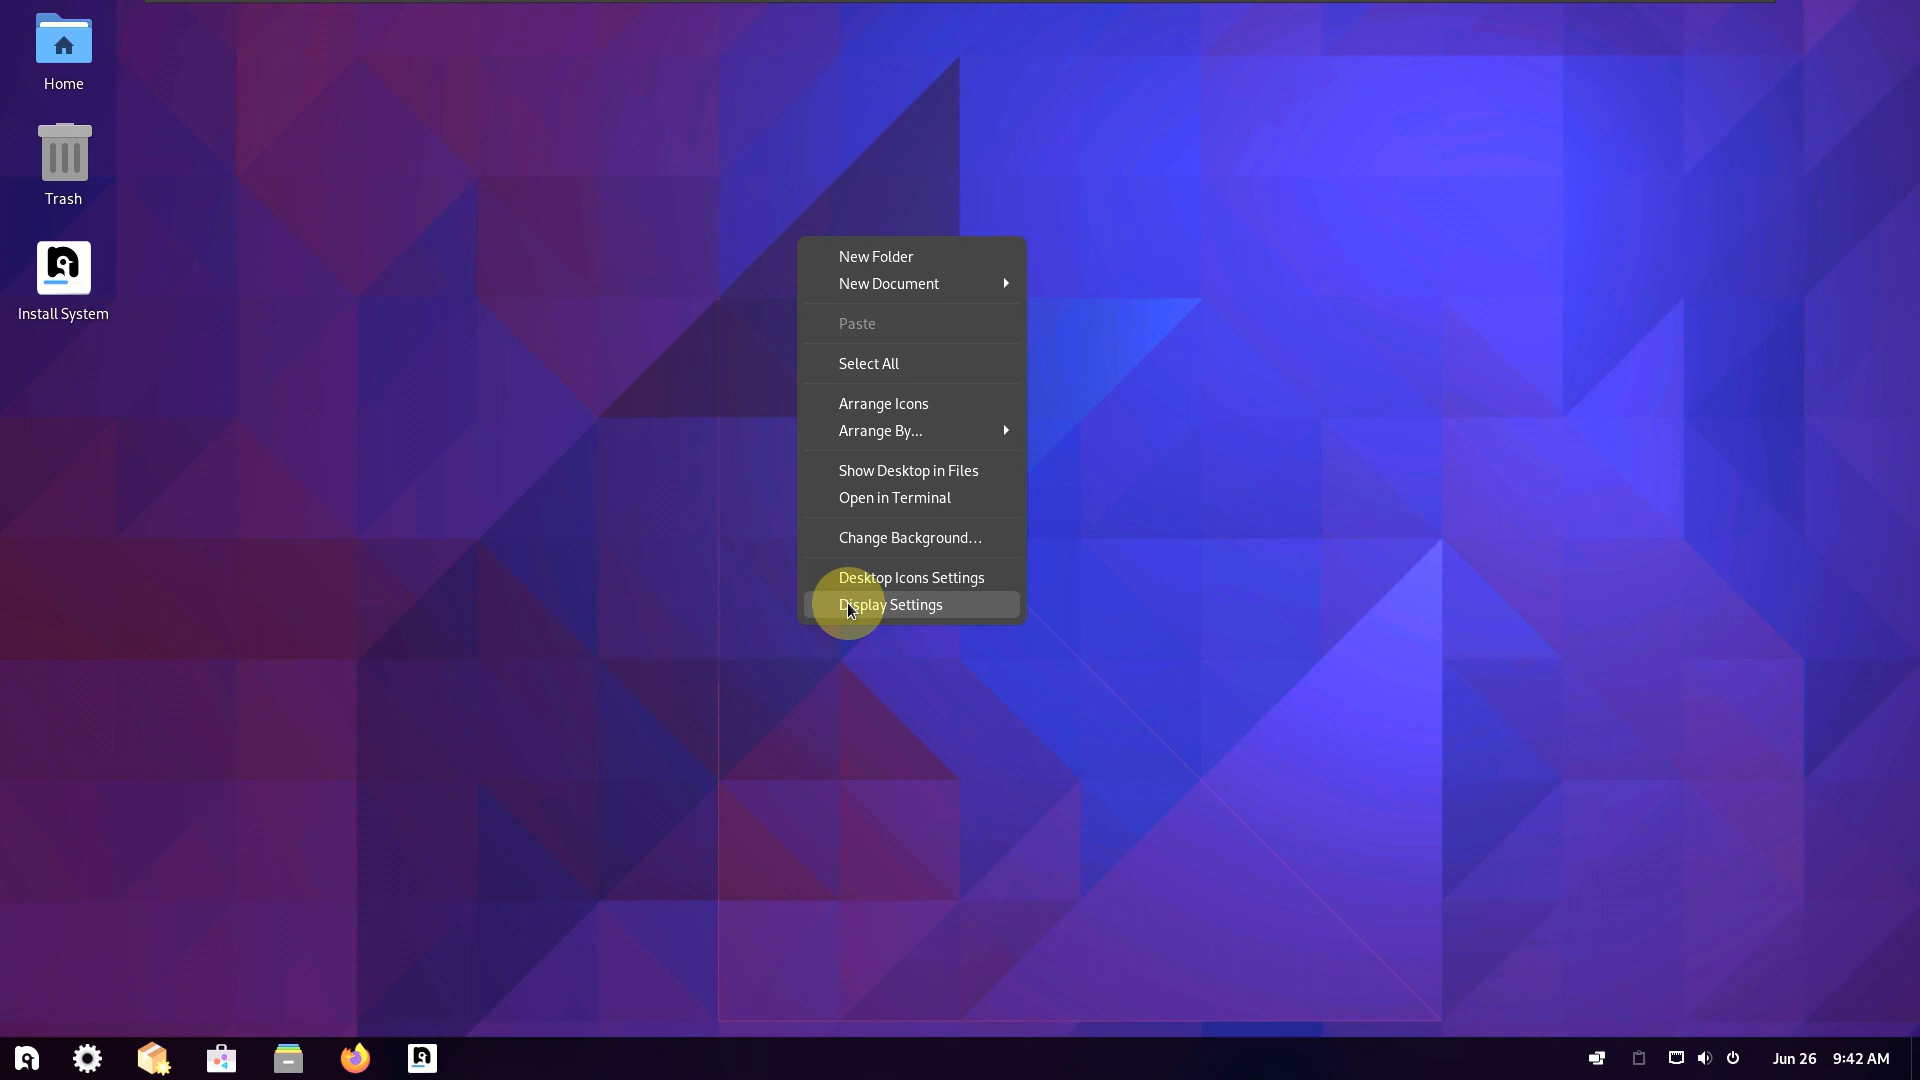 Home
Trash
Install System
New Folder
New Document
Paste
Select All
Arrange Icons
Arrange By...
Show Desktop in Files
Open in Terminal
Change Background…
Desktop Icons Settings
Display Settings
Jun 26 9:42 AM